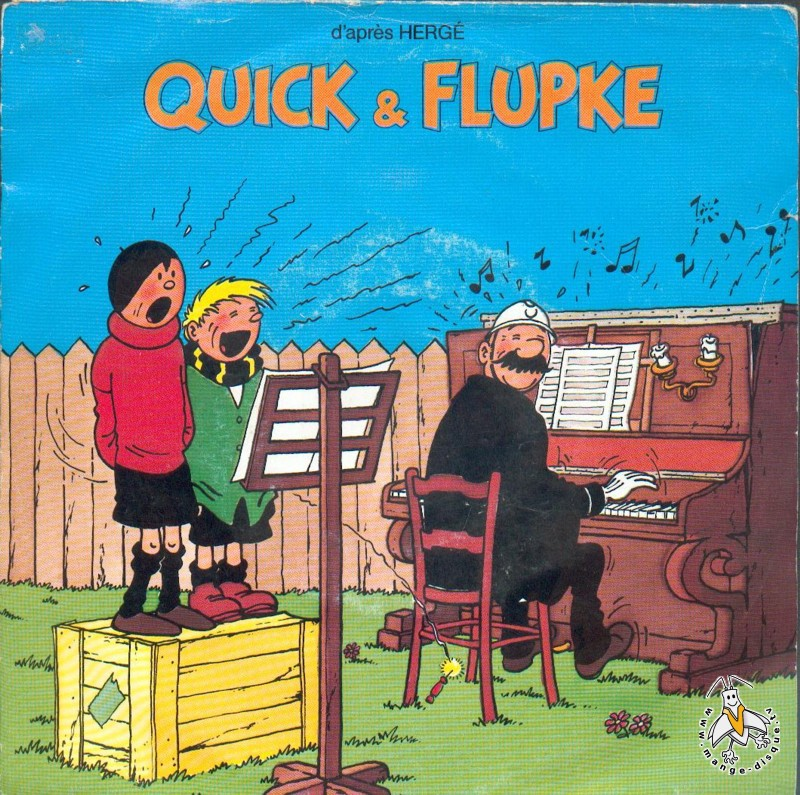 d'après HERGÉ
QUICK & FLUPKE
www.mange-disque.tv